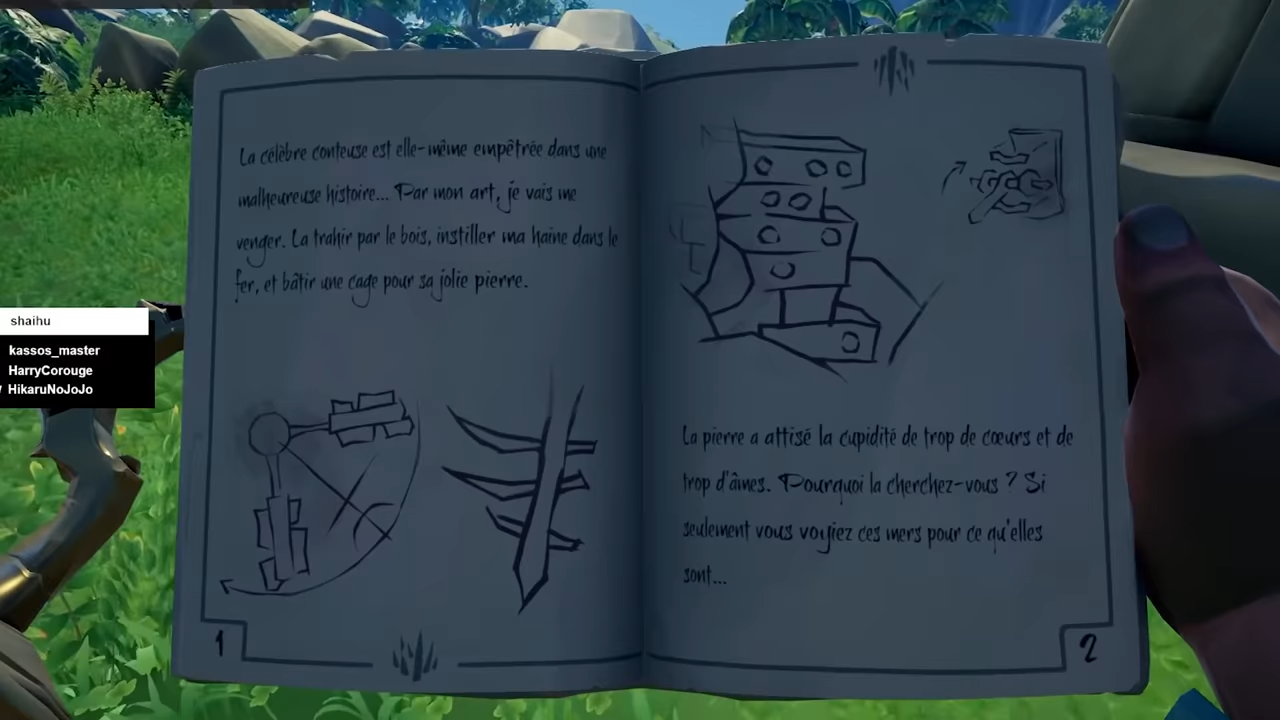 La célèbre conteuse est elle-même empêtrée dans une
malheureuse histoire... Par mon art, je vais me
venger. La trahir par le bois, instiller ma haine dans le
fer, et bâtir une cage pour sa jolie pierre.
1
La pierre a attisé la cupidité de trop de cœurs et de
trop d'âmes. Pourquoi la cherchez-vous ? Si
seulement vous voyiez ces mers pour ce qu'elles
sont...
2
shaihu
kassos_master
HarryCorouge
HikaruNoJoJo